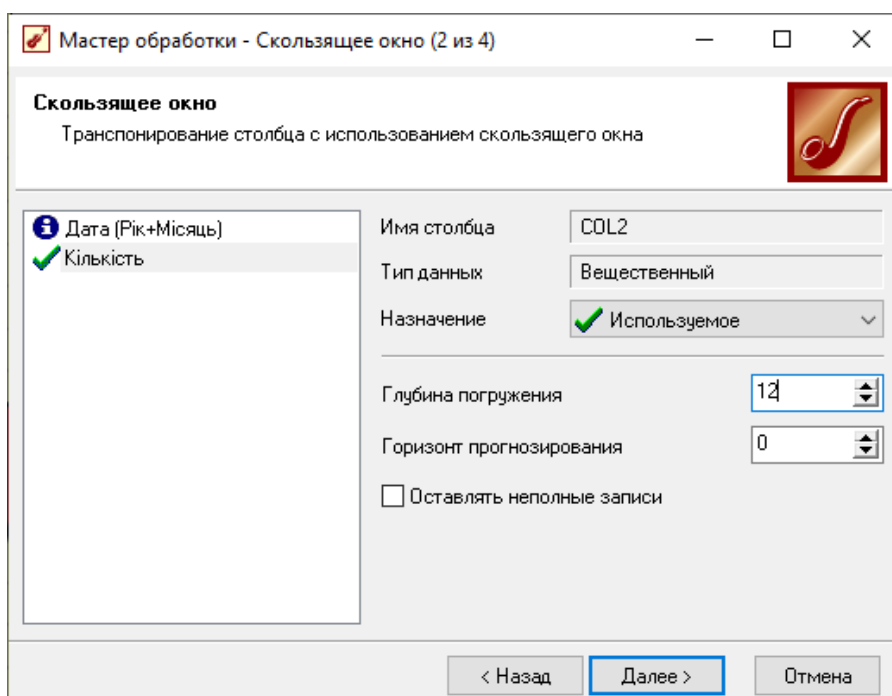 Мастер обработки - Скользящее окно (2 из 4)
Скользящее окно
Транспонирование столбца с использованием скользящего окна
Дата (Рік+Місяць)
Кількість
Имя столбца
COL2
Тип данных
Вещественный
Назначение
Используемое
Глубина погружения
12
Горизонт прогнозирования
0
Оставлять неполные записи
< Назад
Далее >
Отмена